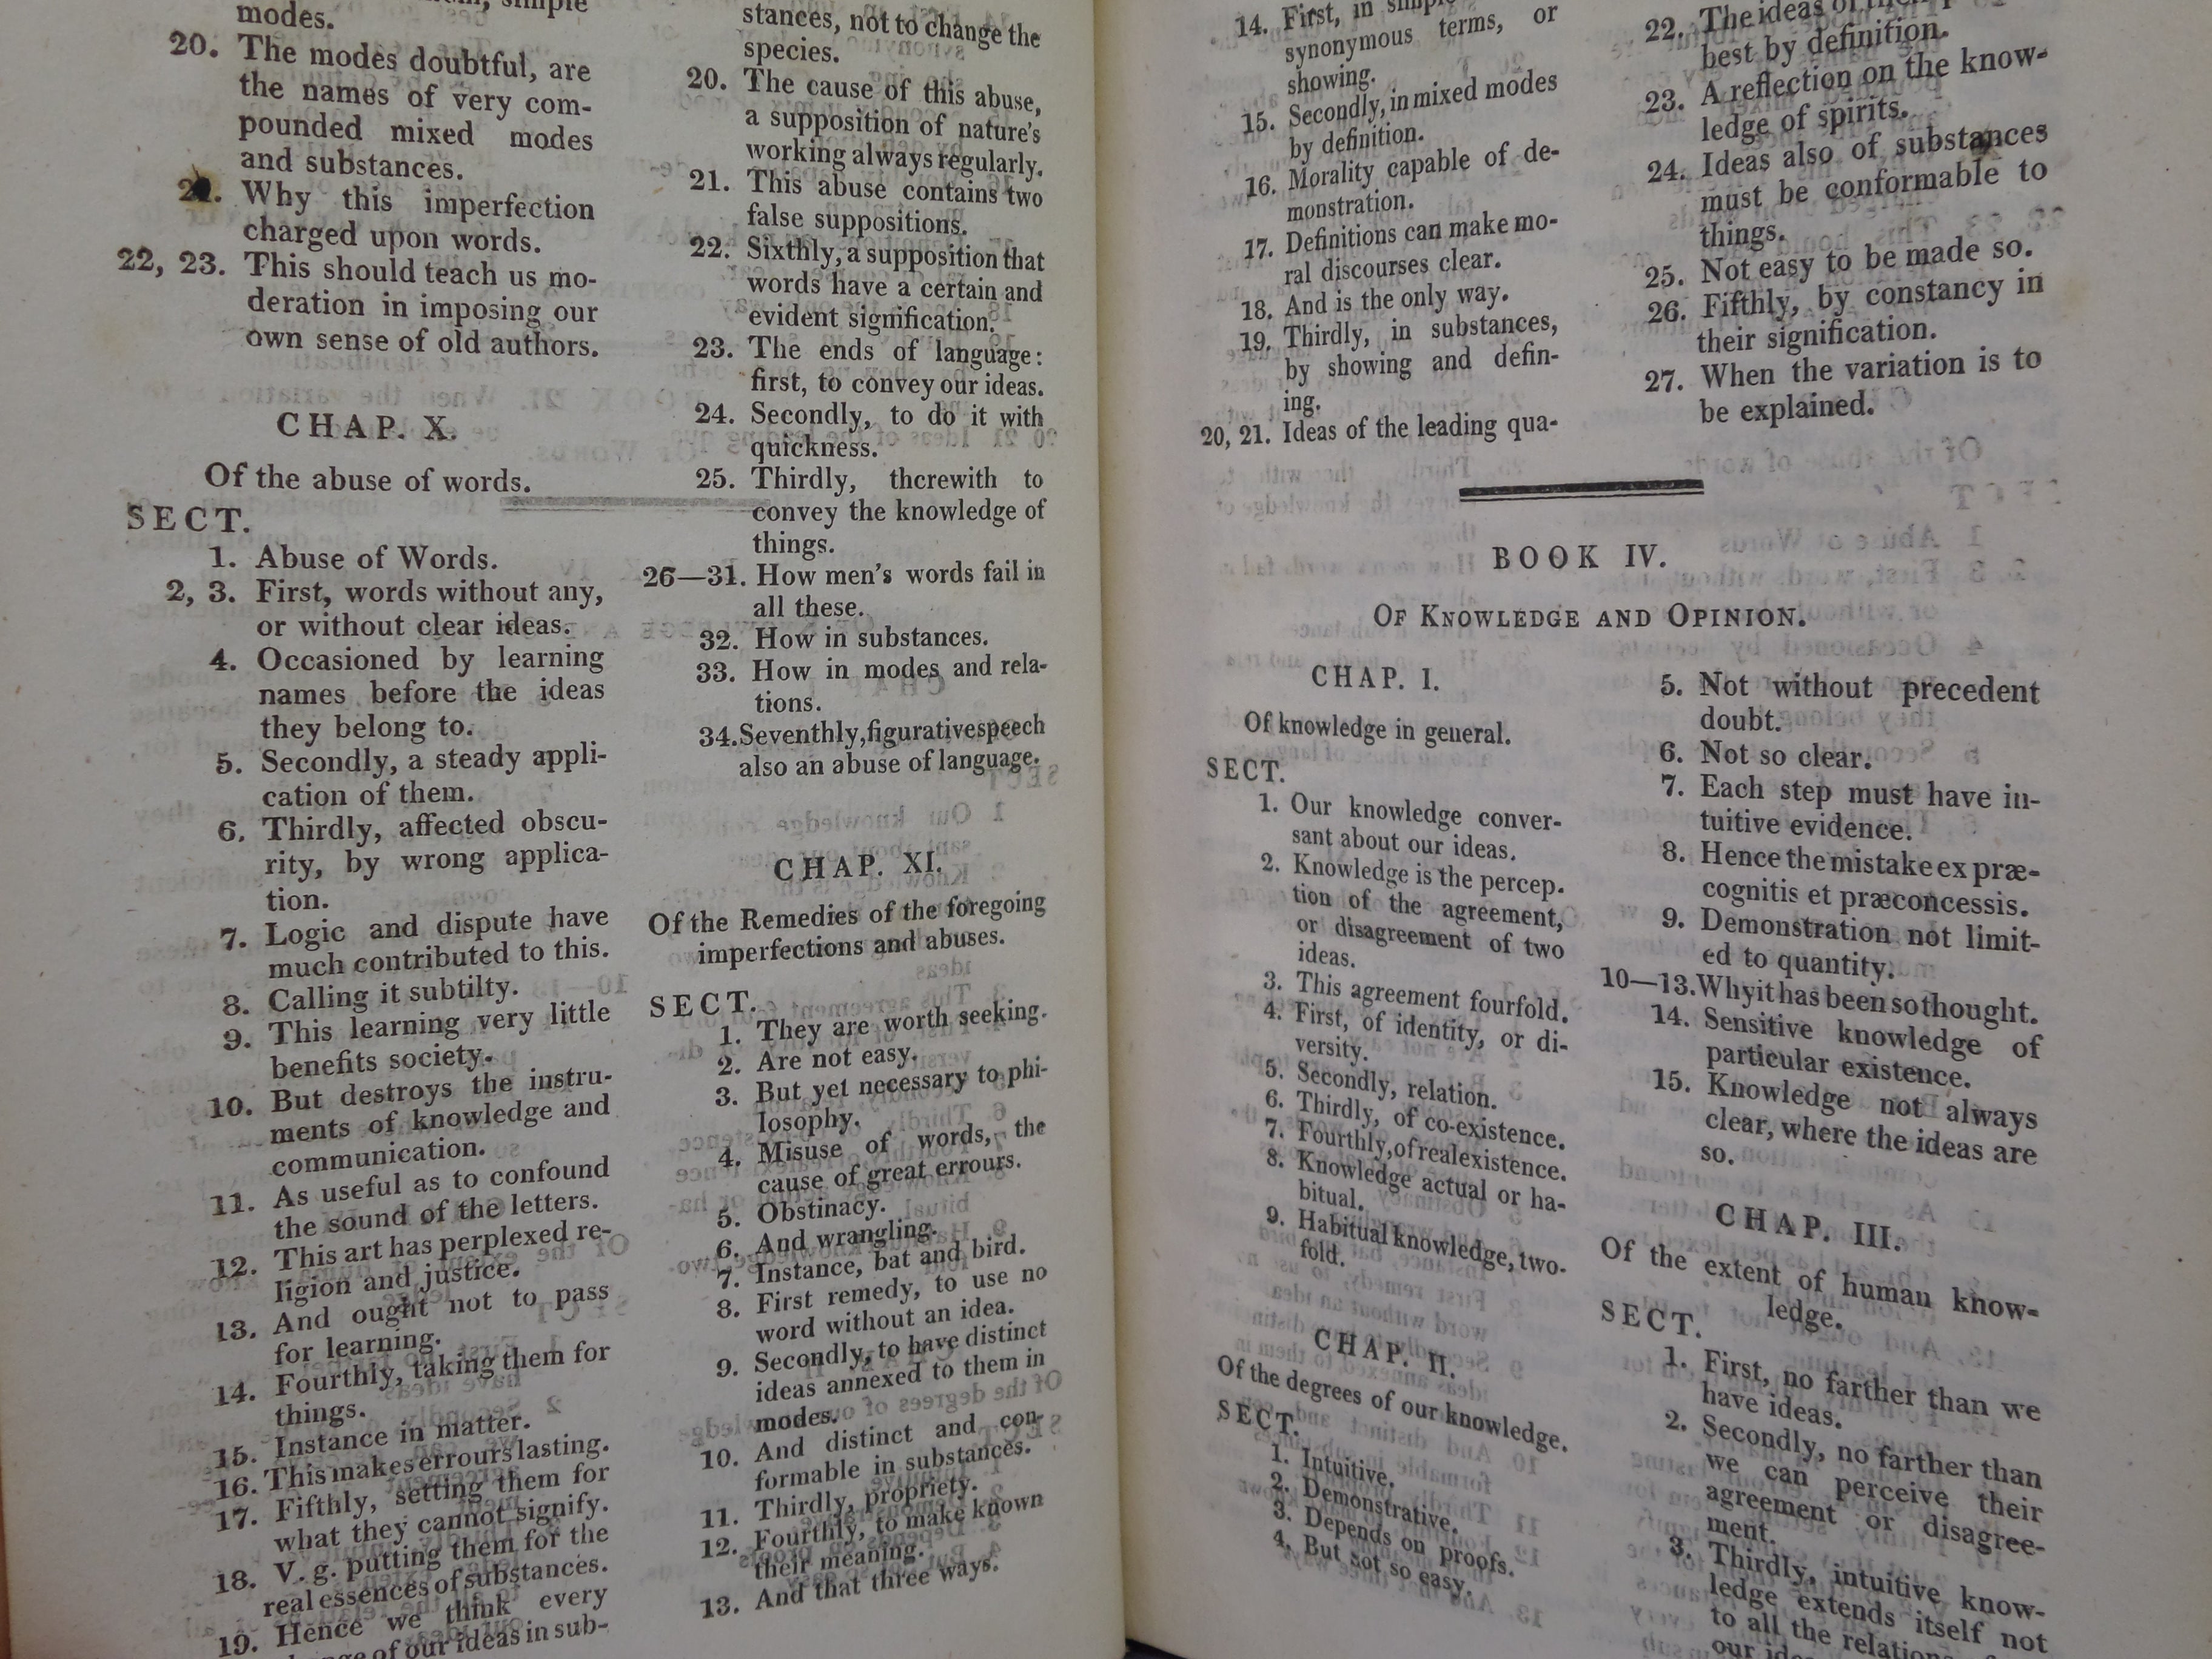 simple
modes.
20. The modes doubtful, are
the names of very com-
pounded mixed modes
and substances.
21. Why this imperfection
charged upon words.
22, 23. This should teach us mo-
deration in imposing our
own sense of old authors.
CHAP. X.
Of the abuse of words.
SECT.
1. Abuse of Words.
2, 3. First, words without any,
or without clear ideas.
4. Occasioned by learning
names before the ideas
they belong to.
5. Secondly, a steady appli-
cation of them.
6. Thirdly, affected obscu-
rity, by wrong applica-
tion.
7. Logic and dispute have
much contributed to this.
8. Calling it subtilty.
9. This learning very little
benefits society.
10. But destroys the instru-
ments of knowledge and
communication.
11. As useful as to confound
the sound of the letters.
12. This art has perplexed re-
ligion and justice.
13. And ought not to pass
for learning.
14. Fourthly, taking them for
things.
15. Instance in matter.
16. This makes errours lasting.
17. Fifthly, setting them for
what they cannot signify.
18. V. g. putting them for the
real essences of substances.
19. Hence we think every
of our ideas in sub-
stances, not to change the
species.
20. The cause of this abuse,
a supposition of nature's
working always regularly.
21. This abuse contains two
false suppositions.
22. Sixthly, a supposition that
words have a certain and
evident signification.
23. The ends of language:
first, to convey our ideas.
24. Secondly, to do it with
quickness.
25. Thirdly, therewith to
convey the knowledge of
things.
26—31. How men's words fail in
all these.
32. How in substances.
33. How in modes and rela-
tions.
34. Seventhly, figurative speech
also an abuse of language.
CHAP. XI.
Of the Remedies of the foregoing
imperfections and abuses.
SECT.
1. They are worth seeking.
2. Are not easy.
3. But yet necessary to phi-
losophy.
4. Misuse of words, the
cause of great errours.
5. Obstinacy.
6. And wrangling.
7. Instance, bat and bird.
8. First remedy, to use no
word without an idea.
9. Secondly, to have distinct
ideas annexed to them in
modes.
10. And distinct and con-
formable in substances.
11. Thirdly, propriety.
12. Fourthly, to make known
their meaning.
13. And that three ways.
14. First, in
synonymous terms, or
showing.
15. Secondly, in mixed modes
by definition.
16. Morality capable of de-
monstration.
17. Definitions can make mo-
ral discourses clear.
18. And is the only way.
19. Thirdly, in substances,
by showing and defin-
ing.
20, 21. Ideas of the leading qua-
22. The ideas of
best by definition.
23. A reflection on the know-
ledge of spirits.
24. Ideas also of substances
must be conformable to
things.
25. Not easy to be made so.
26. Fifthly, by constancy in
their signification.
27. When the variation is to
be explained.
BOOK IV.
OF KNOWLEDGE AND OPINION.
CHAP. I.
Of knowledge in general.
SECT.
1. Our knowledge conver-
sant about our ideas.
2. Knowledge is the percep-
tion of the agreement,
or disagreement of two
ideas.
3. This agreement fourfold.
4. First, of identity, or di-
versity.
5. Secondly, relation.
6. Thirdly, of co-existence.
7. Fourthly, of real existence.
8. Knowledge actual or ha-
bitual.
9. Habitual knowledge, two-
fold.
CHAP. II.
Of the degrees of our knowledge.
SECT.
1. Intuitive.
2. Demonstrative.
3. Depends on proofs.
4. But not so easy.
5. Not without precedent
doubt.
6. Not so clear.
7. Each step must have in-
tuitive evidence.
8. Hence the mistake ex præ-
cognitis et præconcessis.
9. Demonstration not limit-
ed to quantity.
10—13. Why it has been so thought.
14. Sensitive knowledge of
particular existence.
15. Knowledge not always
clear, where the ideas are
so.
CHAP. III.
Of the extent of human know-
ledge.
SECT.
1. First, no farther than we
have ideas.
2. Secondly, no farther than
we can perceive their
agreement or disagree-
ment.
3. Thirdly, intuitive know-
ledge extends itself not
to all the
our